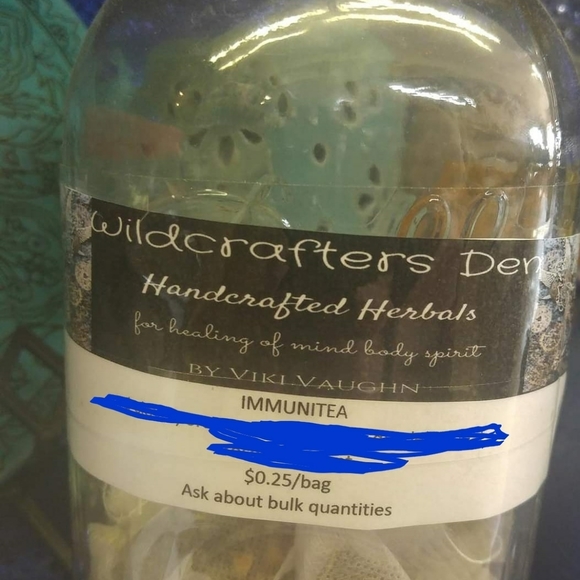 Wildcrafters Den
Handcrafted Herbals
for healing of mind body spirit
BY VIKI VAUGHN
IMMUNITEA
$0.25/bag
Ask about bulk quantities